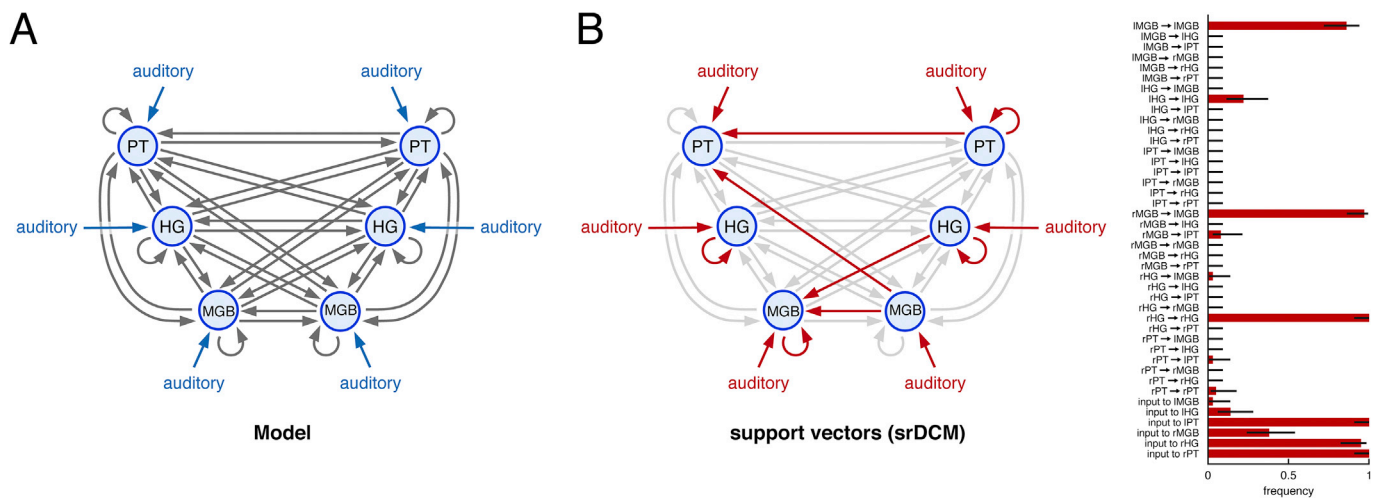 A
auditory
auditory
PT
PT
auditory
HG
HG
auditory
MGB
MGB
auditory
auditory
Model
B
auditory
auditory
PT
PT
auditory
HG
HG
auditory
MGB
MGB
auditory
auditory
support vectors (srDCM)
lMGB → lMGB
lMGB → lHG
lMGB → lPT
lMGB → rMGB
lMGB → rHG
lMGB → rPT
lHG → lMGB
lHG → lHG
lHG → lPT
lHG → rMGB
lHG → rHG
lHG → rPT
lPT → lMGB
lPT → lHG
lPT → lPT
lPT → rMGB
lPT → rHG
lPT → rPT
rMGB → lMGB
rMGB → lHG
rMGB → lPT
rMGB → rMGB
rMGB → rHG
rMGB → rPT
rHG → lMGB
rHG → lHG
rHG → lPT
rHG → rMGB
rHG → rHG
rHG → rPT
rPT → lMGB
rPT → lHG
rPT → lPT
rPT → rMGB
rPT → rHG
rPT → rPT
input to lMGB
input to lHG
input to lPT
input to rMGB
input to rHG
input to rPT
0 0.5 1
frequency